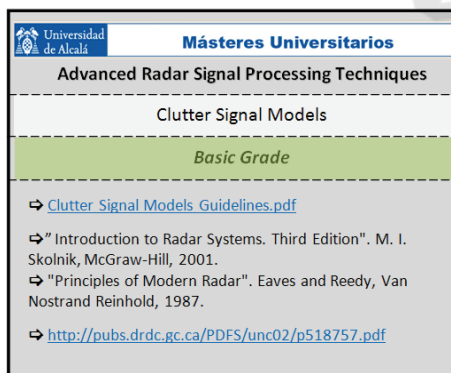 Universidad
de Alcalá
Másteres Universitarios
Advanced Radar Signal Processing Techniques
Clutter Signal Models
Basic Grade
➩ Clutter Signal Models Guidelines.pdf
➩" Introduction to Radar Systems. Third Edition". M. I.
Skolnik, McGraw-Hill, 2001.
➩ "Principles of Modern Radar". Eaves and Reedy, Van
Nostrand Reinhold, 1987.
➩ http://pubs.drdc.gc.ca/PDFS/unc02/p518757.pdf